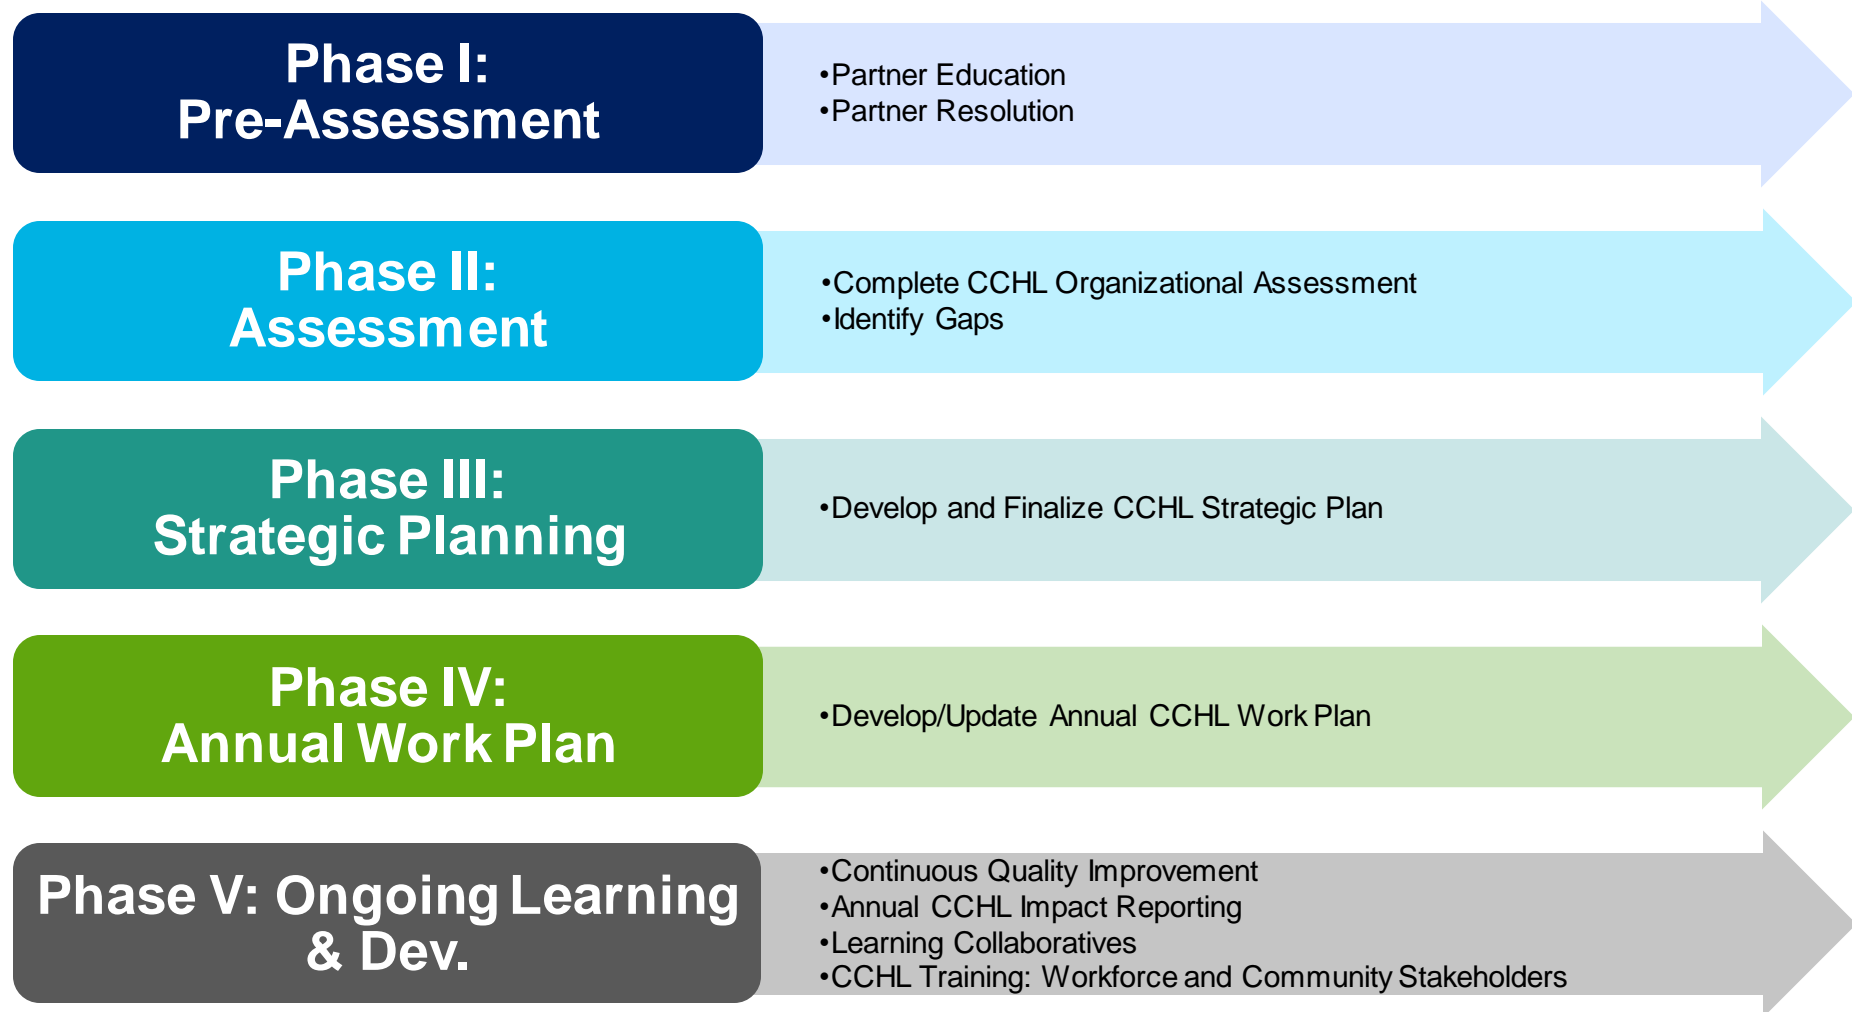 Phase I:
Pre-Assessment
•Partner Education
•Partner Resolution
Phase II:
Assessment
•Complete CCHL Organizational Assessment
•Identify Gaps
Phase III:
Strategic Planning
•Develop and Finalize CCHL Strategic Plan
Phase IV:
Annual Work Plan
•Develop/Update Annual CCHL Work Plan
Phase V: Ongoing Learning
& Dev.
•Continuous Quality Improvement
•Annual CCHL Impact Reporting
•Learning Collaboratives
•CCHL Training: Workforce and Community Stakeholders